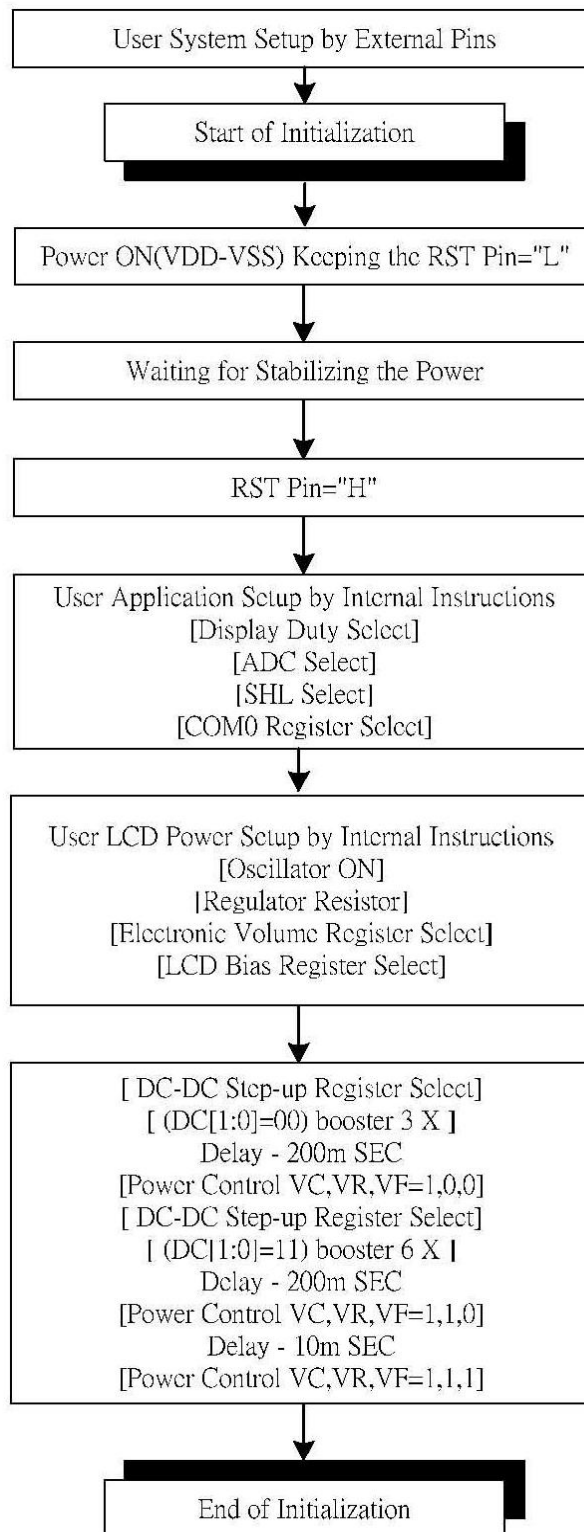 User System Setup by External Pins
Start of Initialization
Power ON(VDD-VSS) Keeping the RST Pin="L"
Waiting for Stabilizing the Power
RST Pin="H"
User Application Setup by Internal Instructions
[Display Duty Select]
[ADC Select]
[SHL Select]
[COM0 Register Select]
User LCD Power Setup by Internal Instructions
[Oscillator ON]
[Regulator Resistor]
[Electronic Volume Register Select]
[LCD Bias Register Select]
[ DC-DC Step-up Register Select]
[ (DC[1:0]=00) booster 3 X ]
Delay - 200m SEC
[Power Control VC,VR,VF=1,0,0]
[ DC-DC Step-up Register Select]
[ (DC[1:0]=11) booster 6 X ]
Delay - 200m SEC
[Power Control VC,VR,VF=1,1,0]
Delay - 10m SEC
[Power Control VC,VR,VF=1,1,1]
End of Initialization